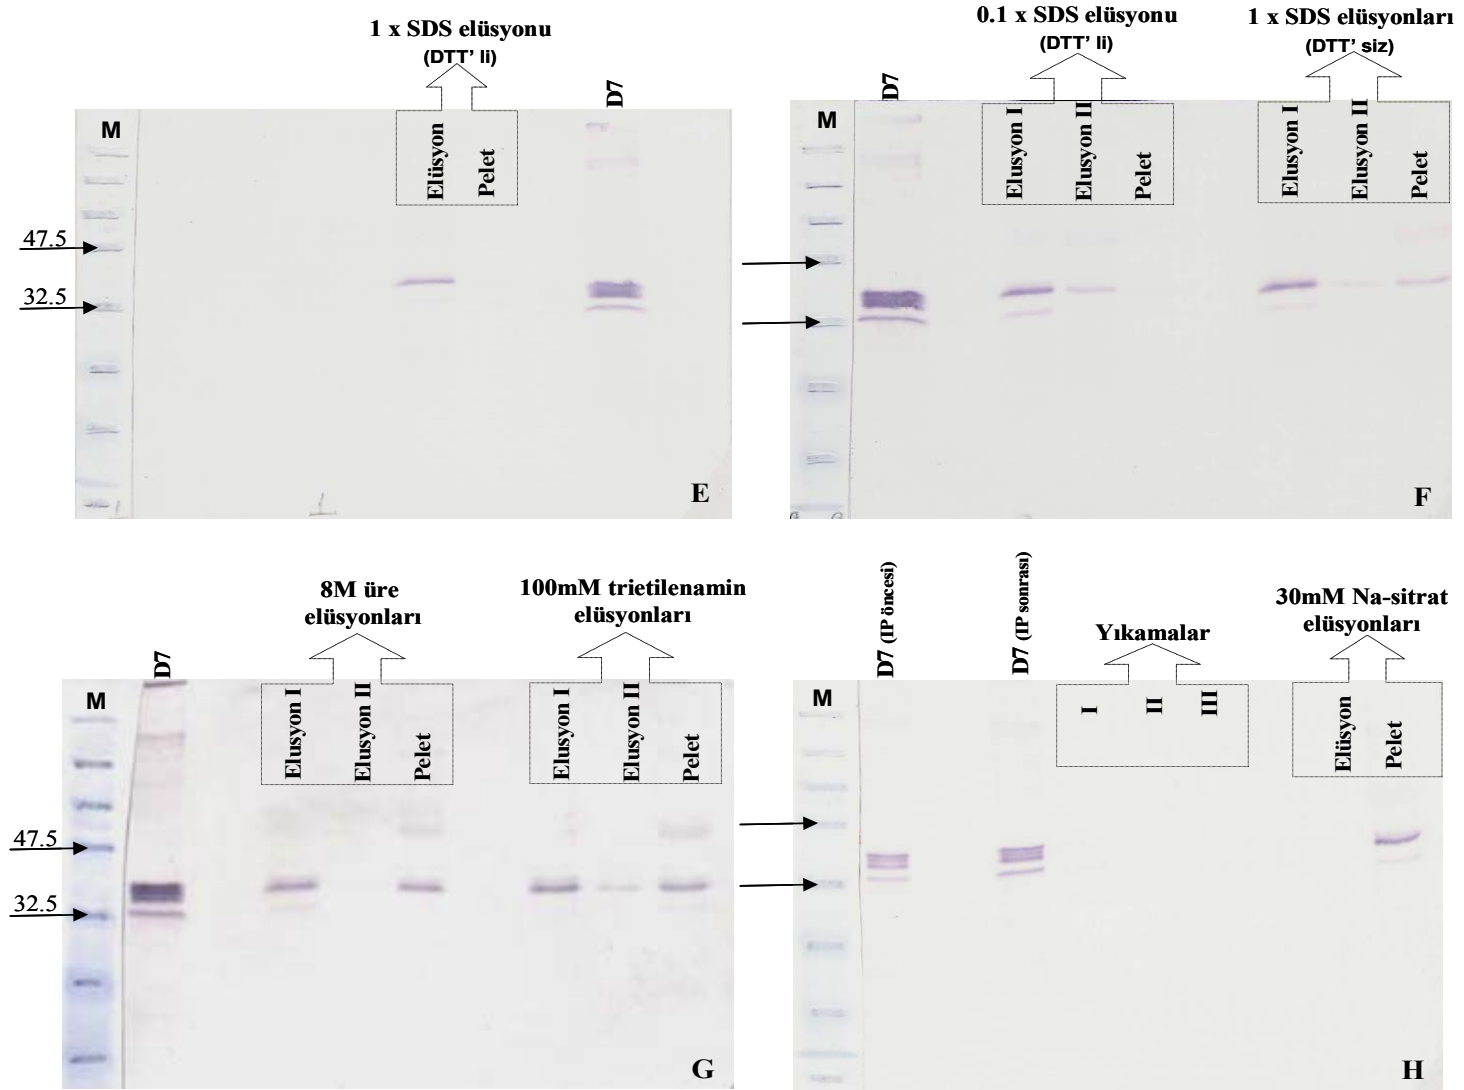 1 x SDS elüsyonu
(DTT' li)
D7
M
Elüsyon
Pelet
47.5
32.5
E
0.1 x SDS elüsyonu
(DTT' li)
1 x SDS elüsyonları
(DTT' siz)
D7
M
Elusyon I
Elusyon II
Pelet
Elusyon I
Elusyon II
Pelet
F
8M üre
elüsyonları
100mM trietilenamin
elüsyonları
D7
M
Elusyon I
Elusyon II
Pelet
Elusyon I
Elusyon II
Pelet
47.5
32.5
G
D7 (IP öncesi)
D7 (IP sonrası)
Yıkamalar
30mM Na-sitrat
elüsyonları
M
I
II
III
Elüsyon
Pelet
H